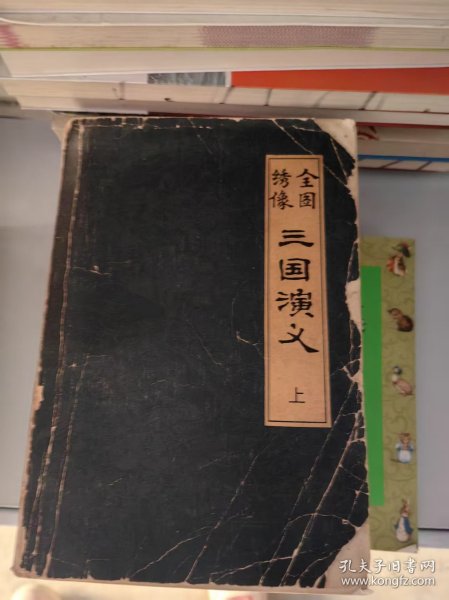 全图
绣像
三国演义
上
孔夫子旧书网
www.kongfz.com